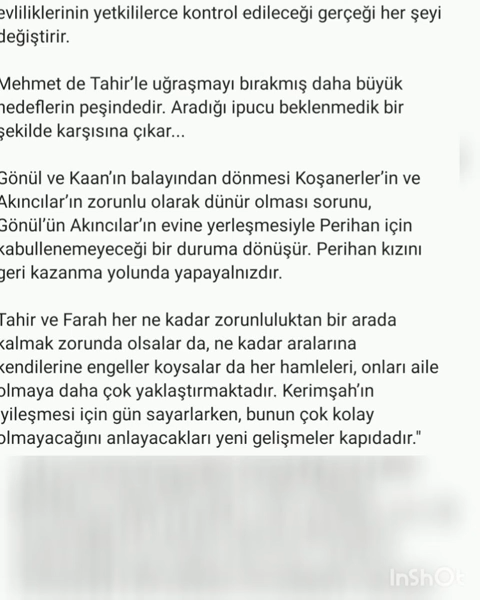 evliliklerinin yetkililerce kontrol edileceği gerçeği her şeyi
değiştirir.
Mehmet de Tahir'le uğraşmayı bırakmış daha büyük
hedeflerin peşindedir. Aradığı ipucu beklenmedik bir
şekilde karşısına çıkar...
Gönül ve Kaan'ın balayından dönmesi Koşanerler'in ve
Akıncılar'ın zorunlu olarak dünür olması sorunu,
Gönül'ün Akıncılar'ın evine yerleşmesiyle Perihan için
kabullenemeyeceği bir duruma dönüşür. Perihan kızını
geri kazanma yolunda yapayalnızdır.
Tahir ve Farah her ne kadar zorunluluktan bir arada
kalmak zorunda olsalar da, ne kadar aralarına
kendilerine engeller koysalar da her hamleleri, onları aile
olmaya daha çok yaklaştırmaktadır. Kerimşah'ın
iyileşmesi için gün sayarlarken, bunun çok kolay
olmayacağını anlayacakları yeni gelişmeler kapıdadır."
InShOt